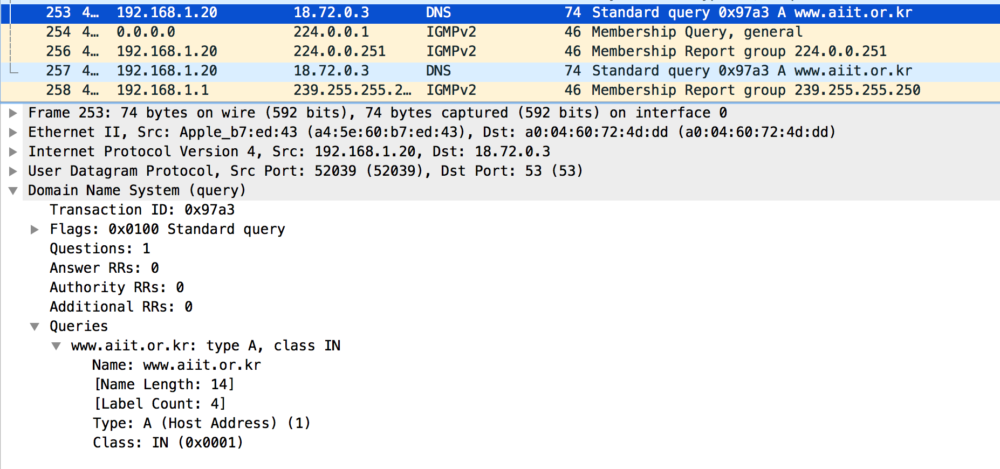 253 4… 192.168.1.20 18.72.0.3 DNS 74 Standard query 0x97a3 A www.aiit.or.kr
254 4… 0.0.0.0 224.0.0.1 IGMPv2 46 Membership Query, general
256 4… 192.168.1.20 224.0.0.251 IGMPv2 46 Membership Report group 224.0.0.251
257 4… 192.168.1.20 18.72.0.3 DNS 74 Standard query 0x97a3 A www.aiit.or.kr
258 4… 192.168.1.1 239.255.255.2… IGMPv2 46 Membership Report group 239.255.255.250
Frame 253: 74 bytes on wire (592 bits), 74 bytes captured (592 bits) on interface 0
Ethernet II, Src: Apple_b7:ed:43 (a4:5e:60:b7:ed:43), Dst: a0:04:60:72:4d:dd (a0:04:60:72:4d:dd)
Internet Protocol Version 4, Src: 192.168.1.20, Dst: 18.72.0.3
User Datagram Protocol, Src Port: 52039 (52039), Dst Port: 53 (53)
Domain Name System (query)
Transaction ID: 0x97a3
Flags: 0x0100 Standard query
Questions: 1
Answer RRs: 0
Authority RRs: 0
Additional RRs: 0
Queries
www.aiit.or.kr: type A, class IN
Name: www.aiit.or.kr
[Name Length: 14]
[Label Count: 4]
Type: A (Host Address) (1)
Class: IN (0x0001)